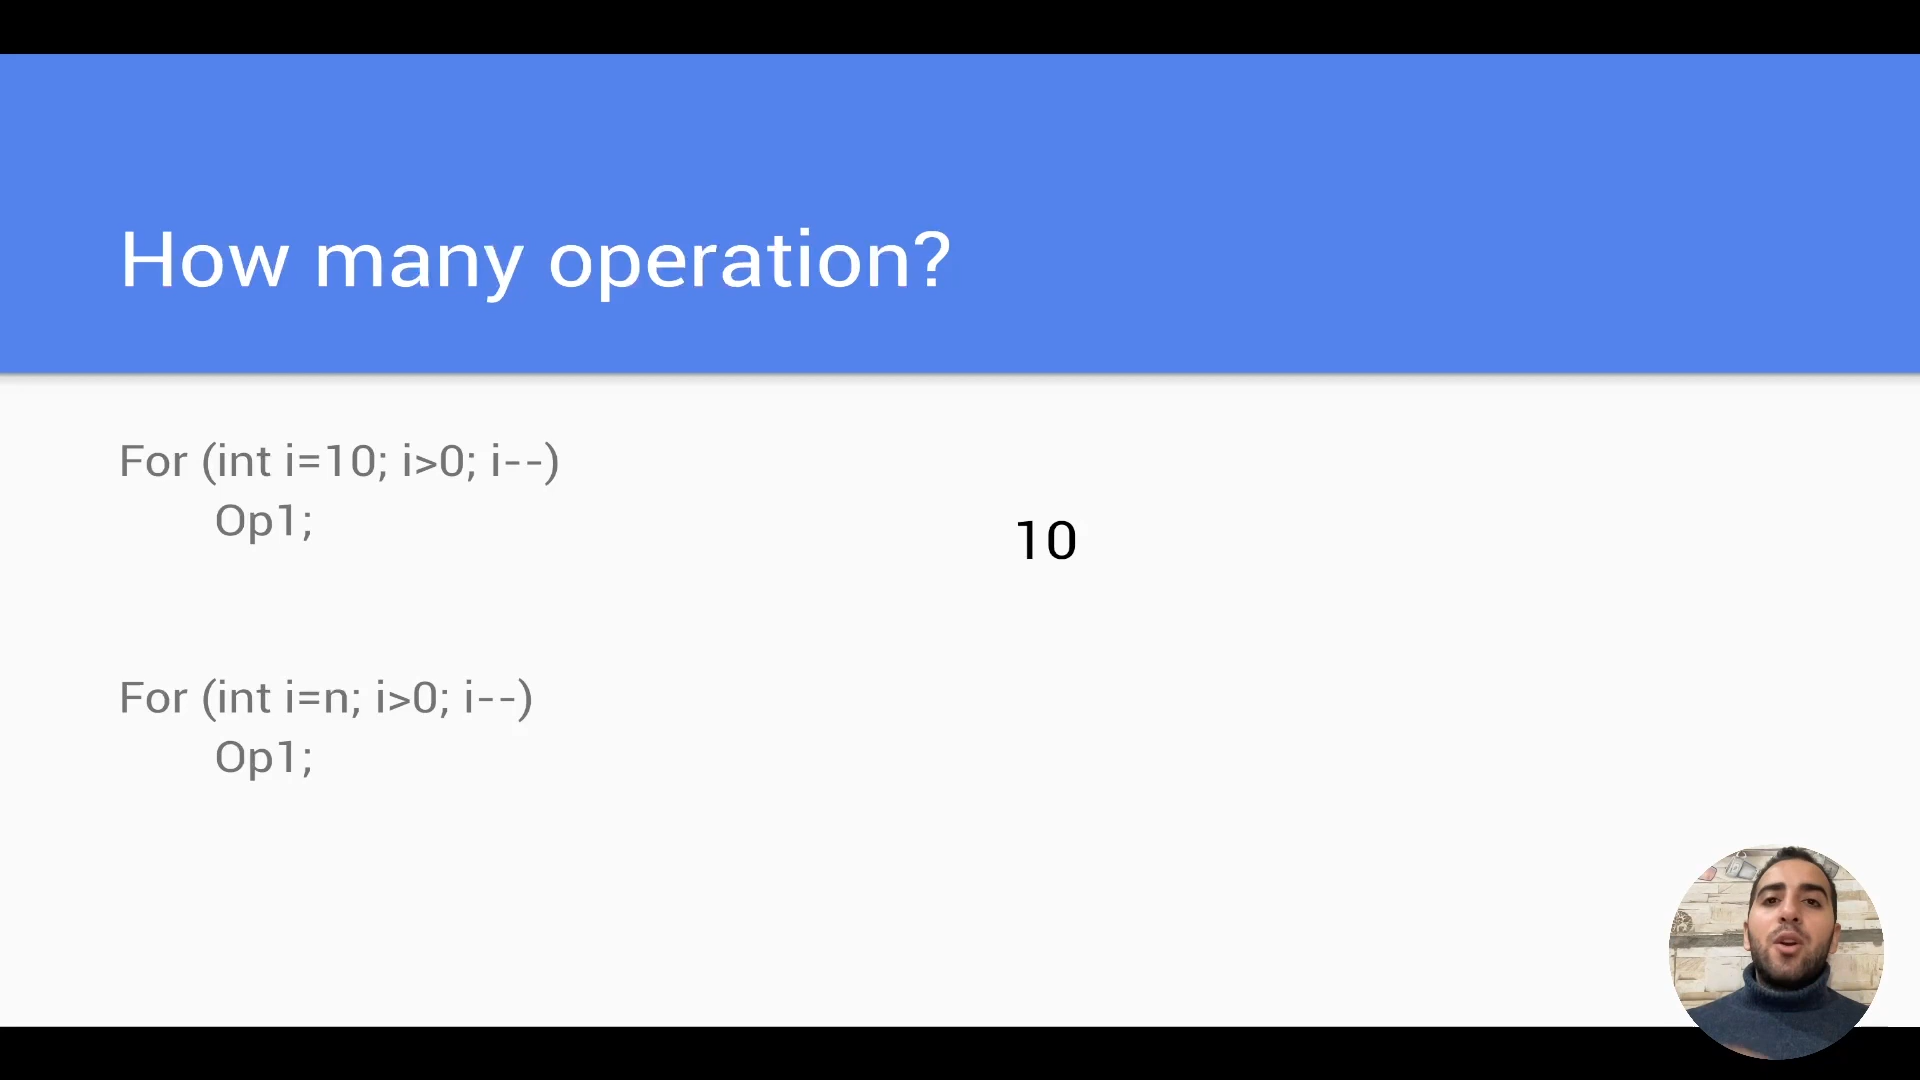 How many operation?
For (int i=10; i>0; i--)
Op1;
10
For (int i=n; i>0; i--)
Op1;